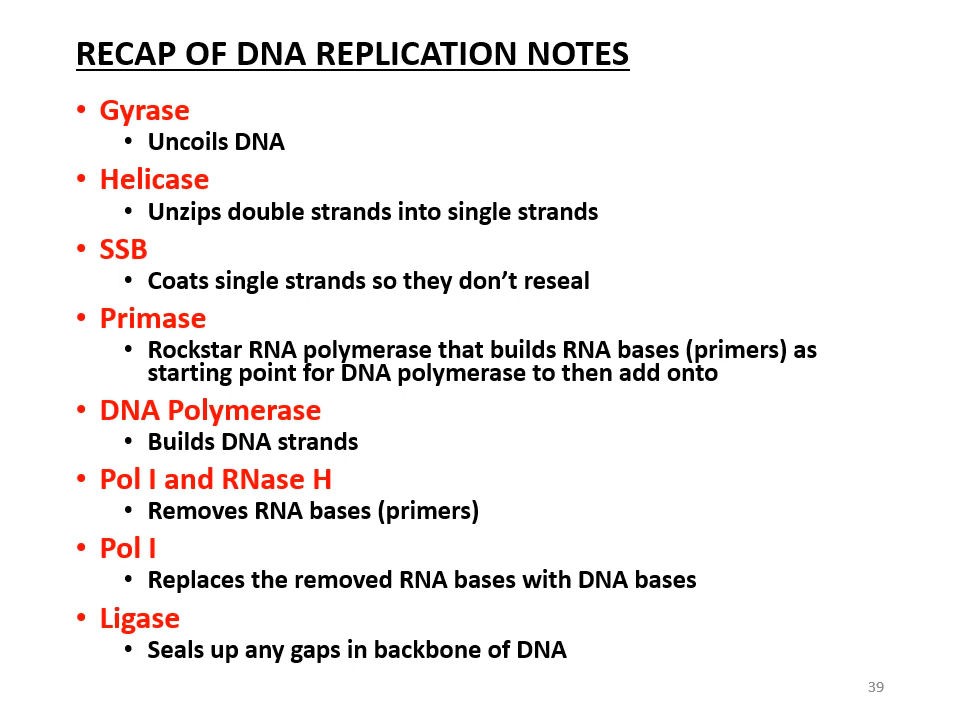 RECAP OF DNA REPLICATION NOTES
• Gyrase
• Uncoils DNA
• Helicase
• Unzips double strands into single strands
• SSB
• Coats single strands so they don’t reseal
• Primase
• Rockstar RNA polymerase that builds RNA bases (primers) as
starting point for DNA polymerase to then add onto
• DNA Polymerase
• Builds DNA strands
• Pol I and RNase H
• Removes RNA bases (primers)
• Pol I
• Replaces the removed RNA bases with DNA bases
• Ligase
• Seals up any gaps in backbone of DNA
39